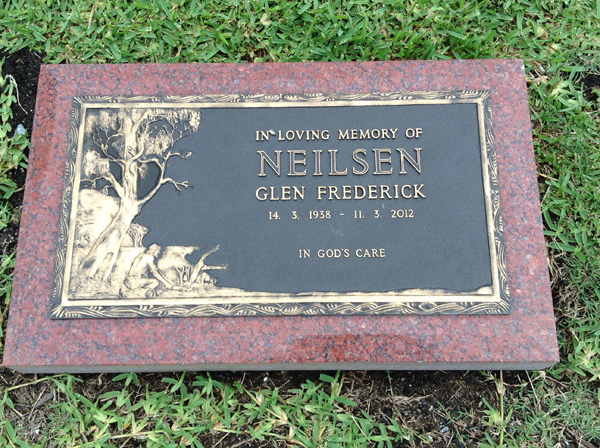 IN LOVING MEMORY OF
NEILSEN
GLEN FREDERICK
14. 3. 1938 - 11. 3. 2012
IN GOD'S CARE